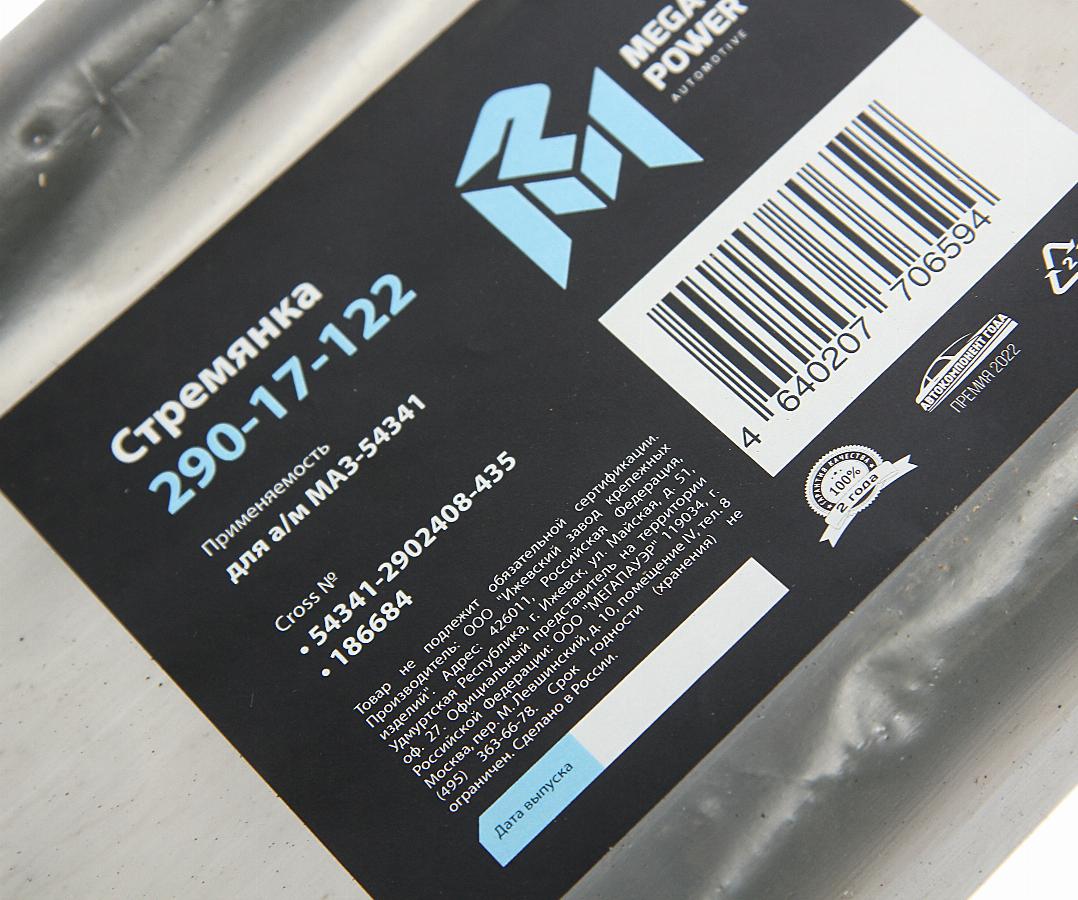 MEGA
POWER
AUTOMOTIVE
Стремянка
290-17-122
Применяемость
для а/м МАЗ-54341
Cross №
• 54341-2902408-435
• 186684
Товар не подлежит обязательной сертификации.
Производитель: ООО "Ижевский завод крепежных
изделий". Адрес: 426011, Российская Федерация,
Удмуртская Республика, г. Ижевск, ул. Майская, д. 51,
оф. 27. Официальный представитель на территории
Российской Федерации: ООО "МЕГАПАУЭР" 119034, г.
Москва, пер. М. Левшинский, д. 10, помещение IV, тел. 8
(495) 363-66-78. Срок годности (хранения) не
ограничен. Сделано в России.
Дата выпуска
4 640207 706594
ГАРАНТИЯ КАЧЕСТВА
100%
2 года
АВТОКОМПОНЕНТ ГОДА
ПРЕМИЯ 2022
2